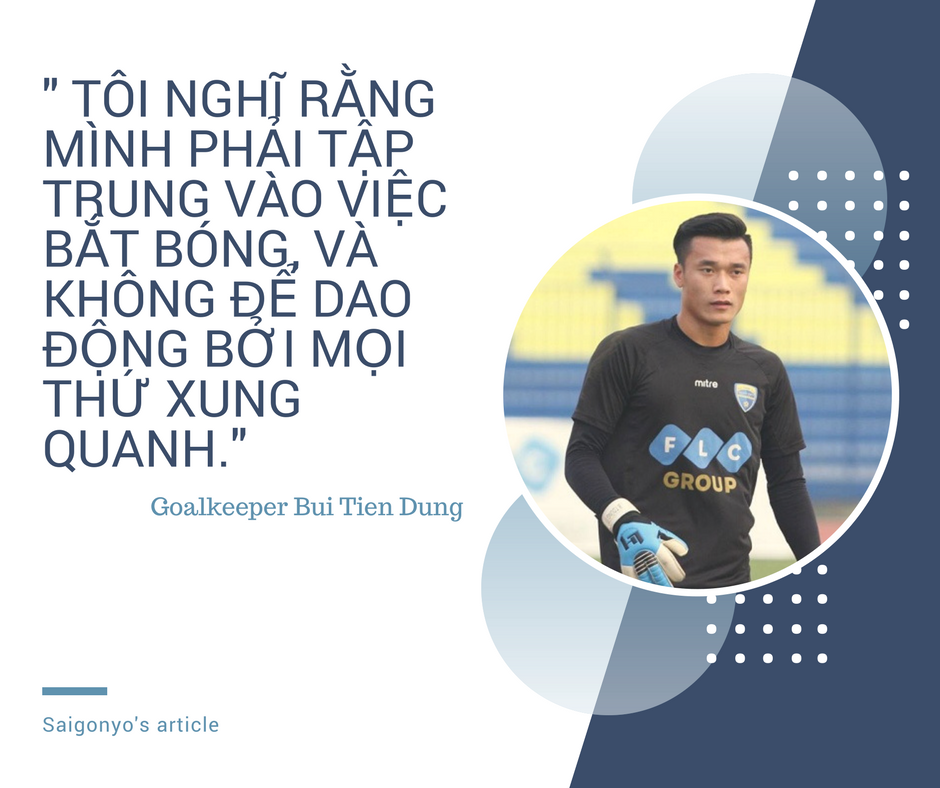 " TÔI NGHĨ RẰNG
MÌNH PHẢI TẬP
TRUNG VÀO VIỆC
BẮT BÓNG, VÀ
KHÔNG ĐỂ DAO
ĐỘNG BỞI MỌI
THỨ XUNG
QUANH."
Goalkeeper Bui Tien Dung
mitre
FLC
GROUP
Saigonyo's article